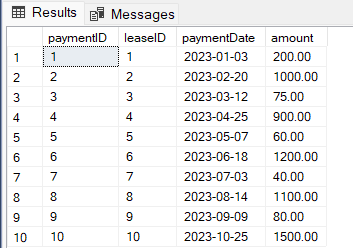 Results Messages
paymentID leaseID paymentDate amount
1 1 1 2023-01-03 200.00
2 2 2 2023-02-20 1000.00
3 3 3 2023-03-12 75.00
4 4 4 2023-04-25 900.00
5 5 5 2023-05-07 60.00
6 6 6 2023-06-18 1200.00
7 7 7 2023-07-03 40.00
8 8 8 2023-08-14 1100.00
9 9 9 2023-09-09 80.00
10 10 10 2023-10-25 1500.00